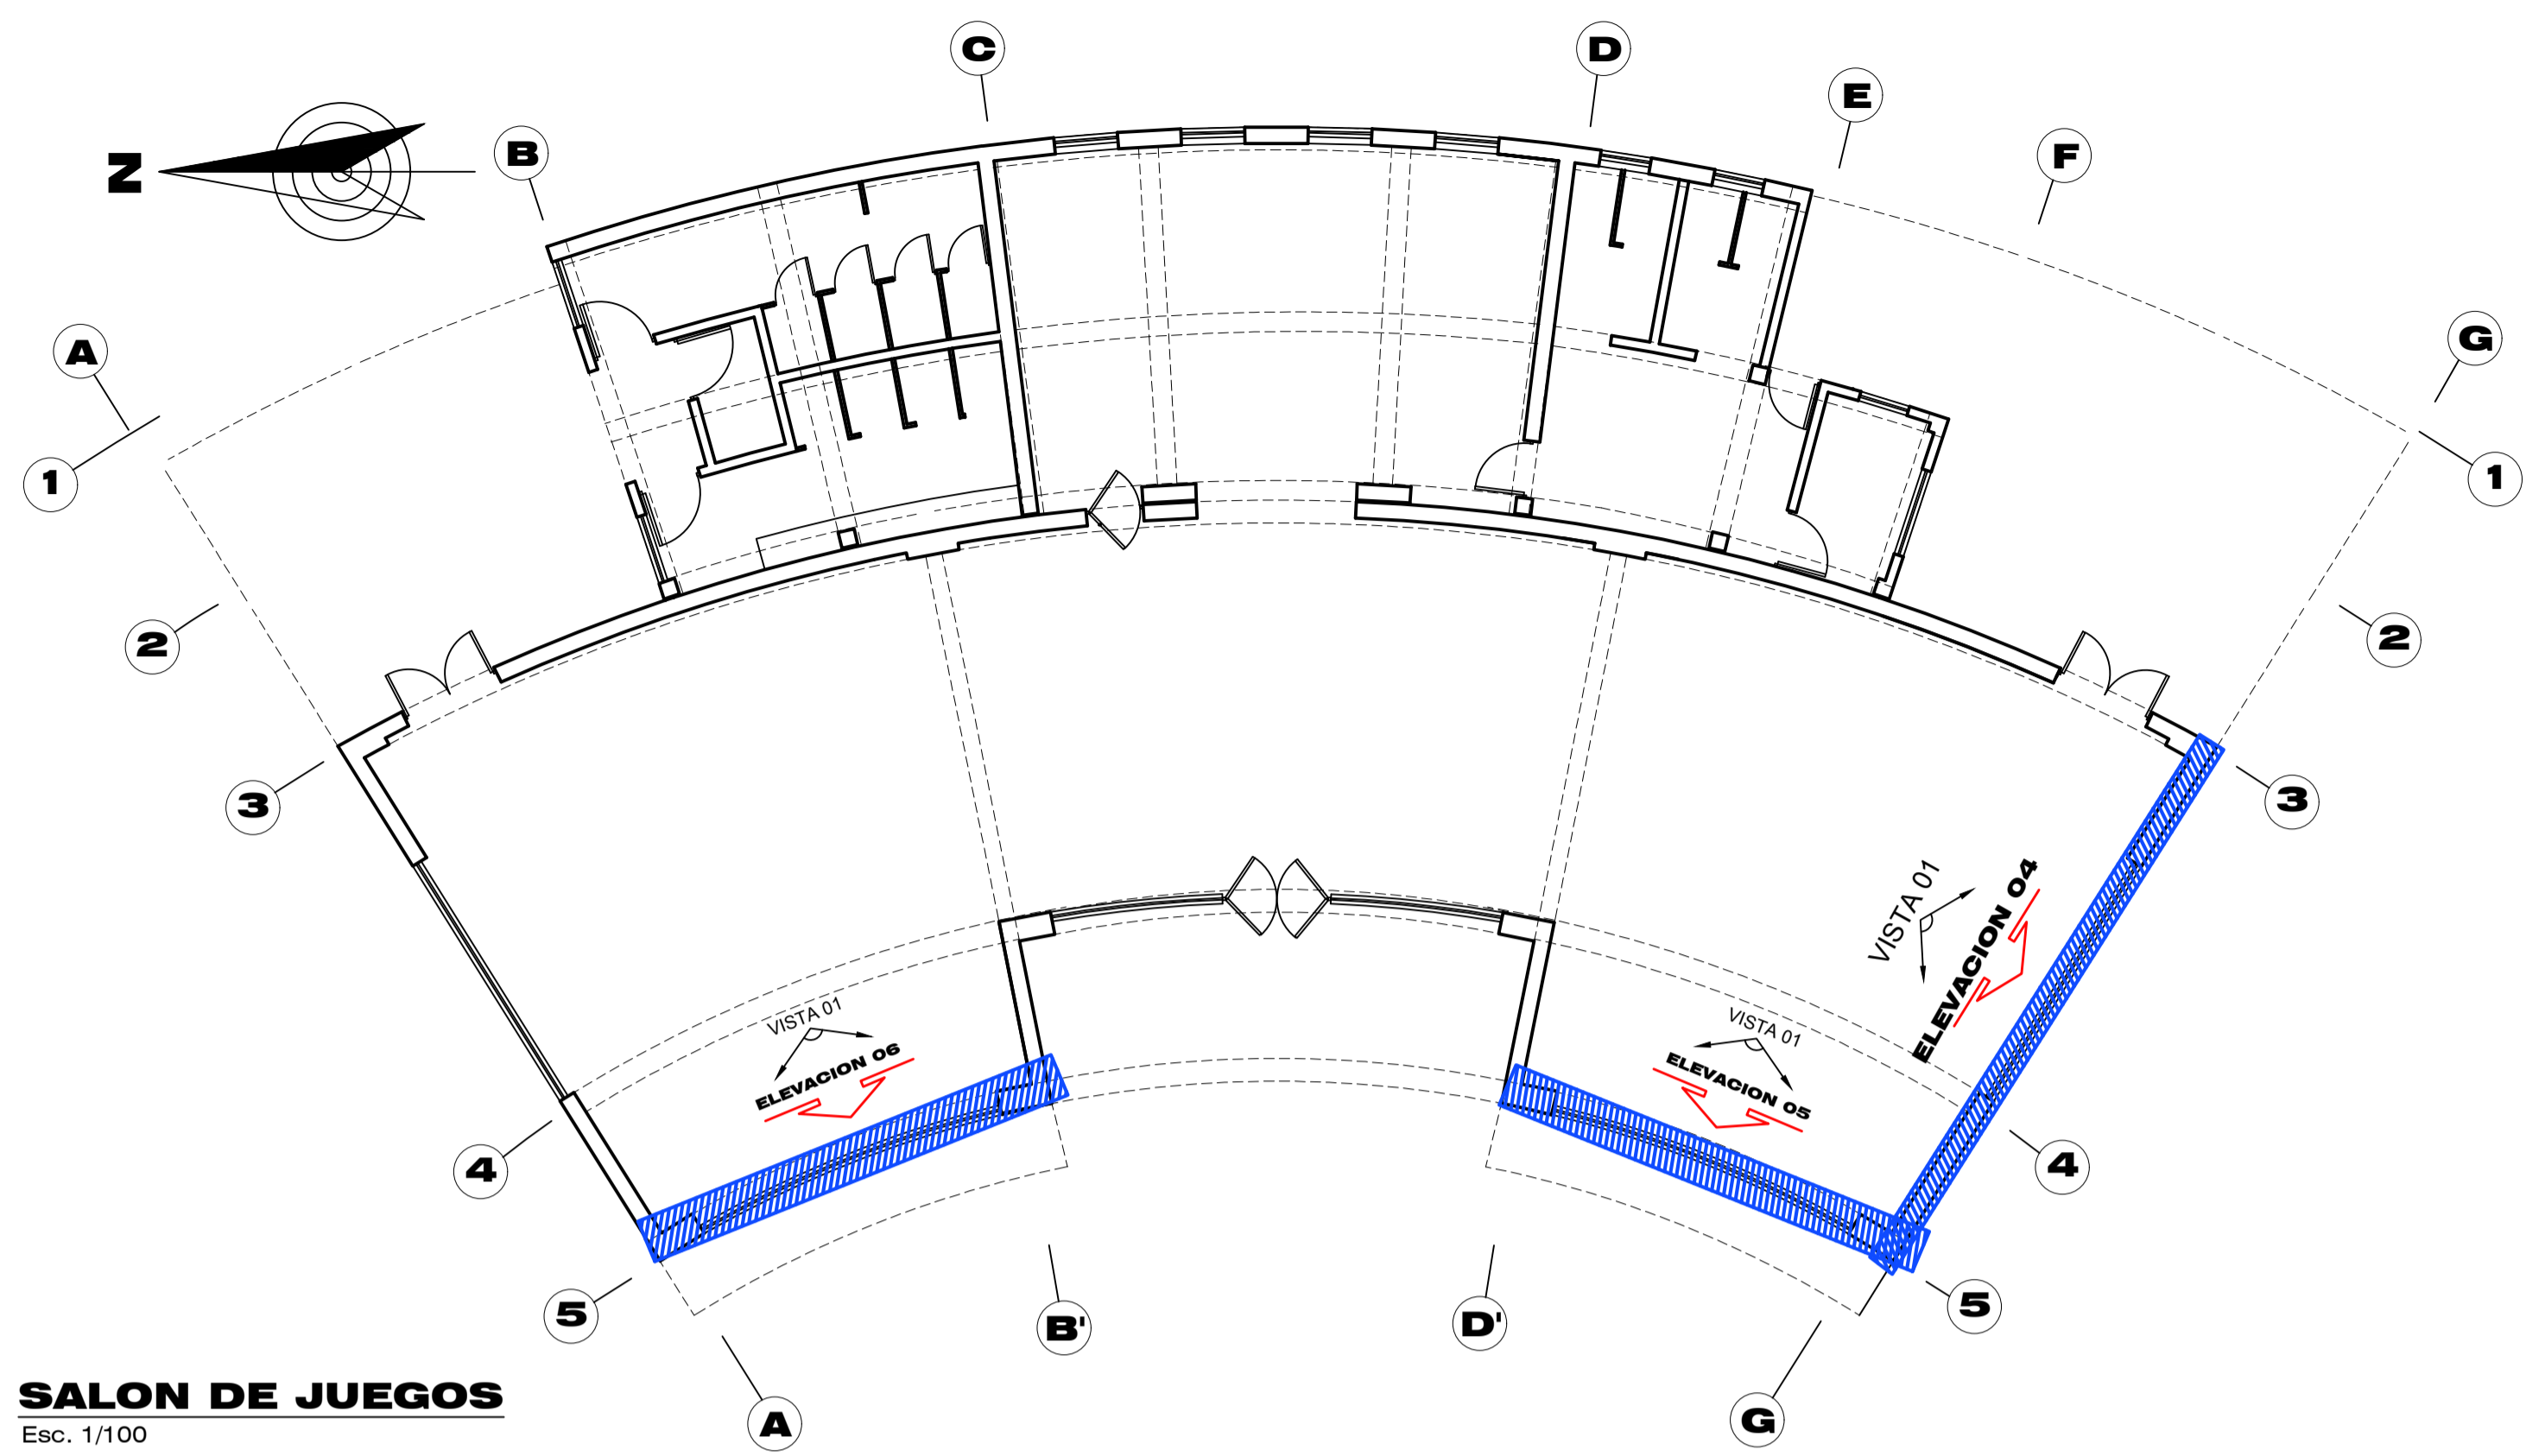 C
D
E
B
F
N
A
G
1
1
2
2
3
3
VISTA 01
ELEVACION 04
VISTA 01
ELEVACION 06
VISTA 01
ELEVACION 05
4
4
5
5
B'
D'
A
G
SALON DE JUEGOS
Esc. 1/100